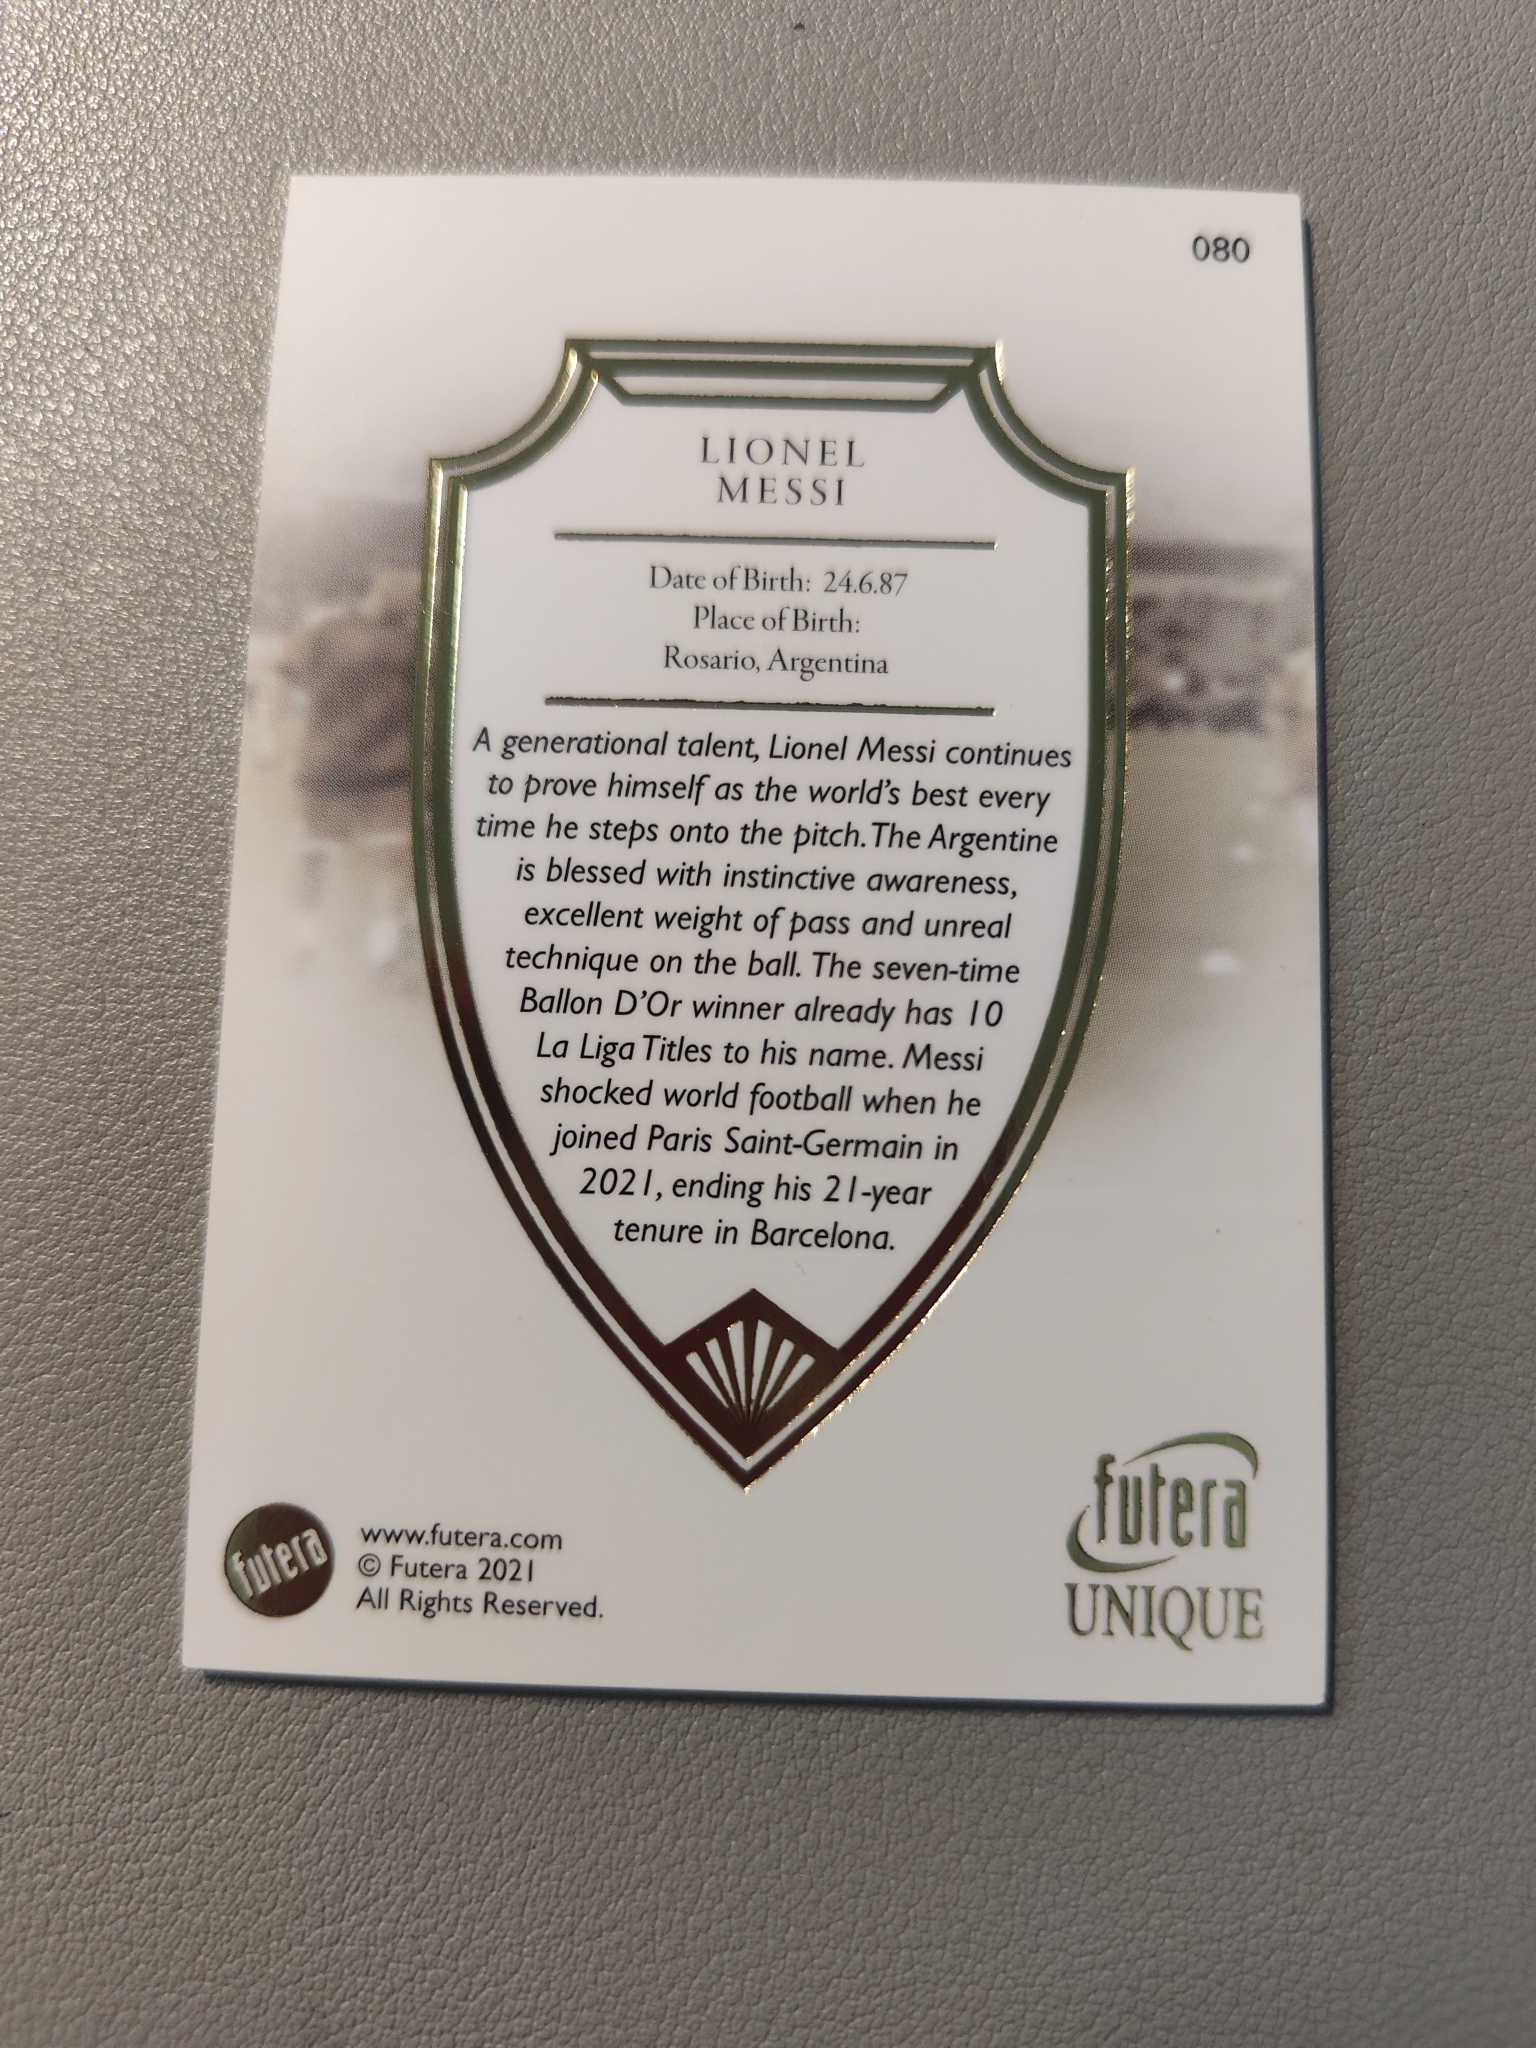 080
LIONEL
MESSI
Date of Birth: 24.6.87
Place of Birth:
Rosario, Argentina
A generational talent, Lionel Messi continues
to prove himself as the world's best every
time he steps onto the pitch. The Argentine
is blessed with instinctive awareness,
excellent weight of pass and unreal
technique on the ball. The seven-time
Ballon D'Or winner already has 10
La Liga Titles to his name. Messi
shocked world football when he
joined Paris Saint-Germain in
2021, ending his 21-year
tenure in Barcelona.
futera
www.futera.com
© Futera 2021
All Rights Reserved.
futera
UNIQUE